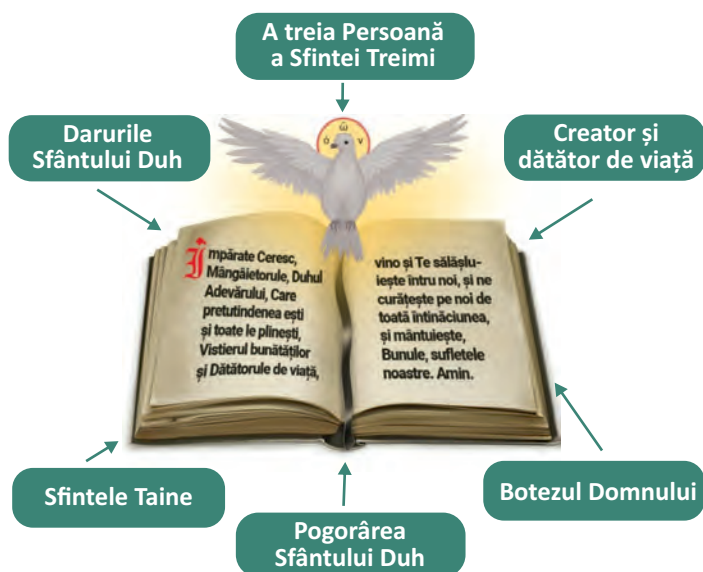 A treia Persoană
a Sfintei Treimi
Darurile
Sfântului Duh
Creator și
dătător de viață
ό ῶ ν
Împărate Ceresc,
Mângâietorule, Duhul
Adevărului, Care
pretutindenea ești
și toate le plinești,
Vistierul bunătăților
și Dătătorule de viață,
vino și Te sălășlu-
iește întru noi, și ne
curățește pe noi de
toată întinăciunea,
și mântuiește,
Bunule, sufletele
noastre. Amin.
Sfintele Taine
Botezul Domnului
Pogorârea
Sfântului Duh